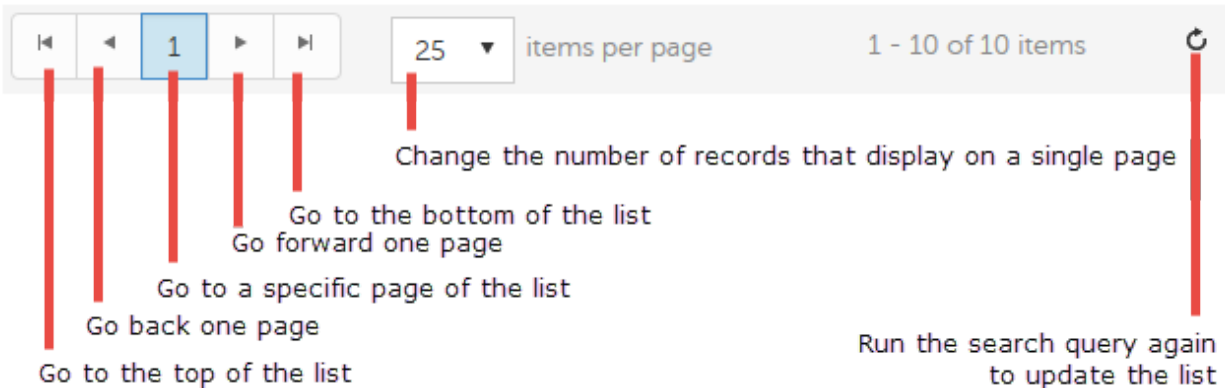 1 25 items per page 1 - 10 of 10 items
Change the number of records that display on a single page
Go to the bottom of the list
Go forward one page
Go to a specific page of the list
Go back one page
Run the search query again
Go to the top of the list
to update the list